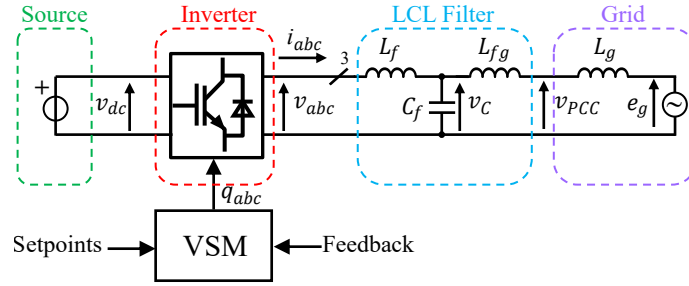 Source
Inverter
LCL Filter
Grid
i_abc
3
L_f
L_fg
L_g
+
v_dc
v_abc
C_f
v_C
v_PCC
e_g
~
q_abc
Setpoints
VSM
Feedback